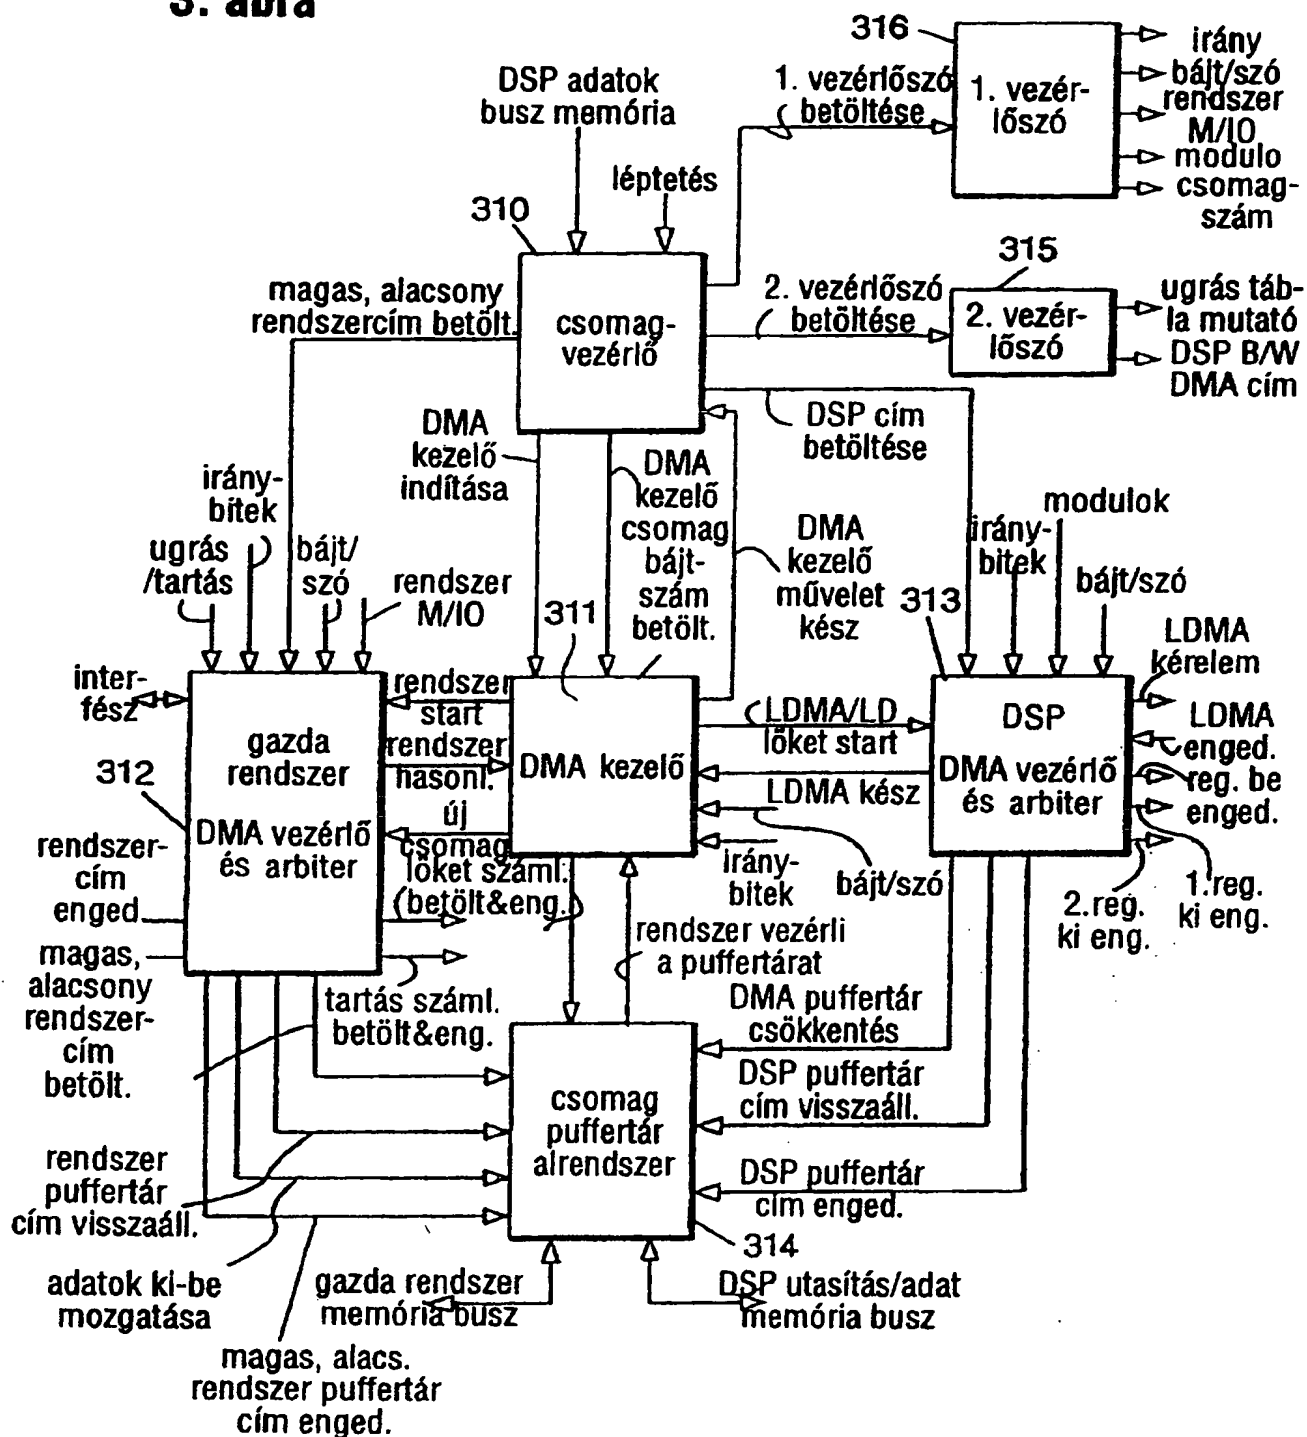 3. ábra
316
irány
bájt/szó
rendszer
M/IO
modulo
csomag-
szám
1. vezér-
lőszó
1. vezérlőszó
betöltése
DSP adatok
busz memória
léptetés
310
315
magas, alacsony
rendszercím betölt.
csomag-
vezérlő
2. vezérlőszó
betöltése
2. vezér-
lőszó
ugrás táb-
la mutató
DSP B/W
DMA cím
DSP cím
betöltése
DMA
kezelő
indítása
DMA
kezelő
csomag
bájt-
szám
betölt.
DMA
kezelő
művelet
kész
irány-
bitek
ugrás
/tartás
bájt/
szó
rendszer
M/IO
311
313
irány-
bitek
modulok
bájt/szó
LDMA
kérelem
LDMA
enged.
reg. be
enged.
1.reg.
ki eng.
2.reg.
ki eng.
inter-
fész
312
gazda
rendszer
DMA vezérlő
és arbiter
rendszer
start
rendszer
hasonl.
új
csomag
löket száml.
betölt&eng.
DMA kezelő
LDMA/LD
löket start
LDMA kész
irány-
bitek
bájt/szó
DSP
DMA vezérlő
és arbiter
rendszer-
cím
enged
magas,
alacsony
rendszer-
cím
betölt.
tartás száml.
betölt&eng.
rendszer vezérli
a puffertárat
DMA puffertár
csökkentés
DSP puffertár
cím visszaáll.
DSP puffertár
cím enged.
csomag
puffertár
alrendszer
314
rendszer
puffertár
cím visszaáll.
adatok ki-be
mozgatása
magas, alacs.
rendszer puffertár
cím enged.
gazda rendszer
memória busz
DSP utasítás/adat
memória busz